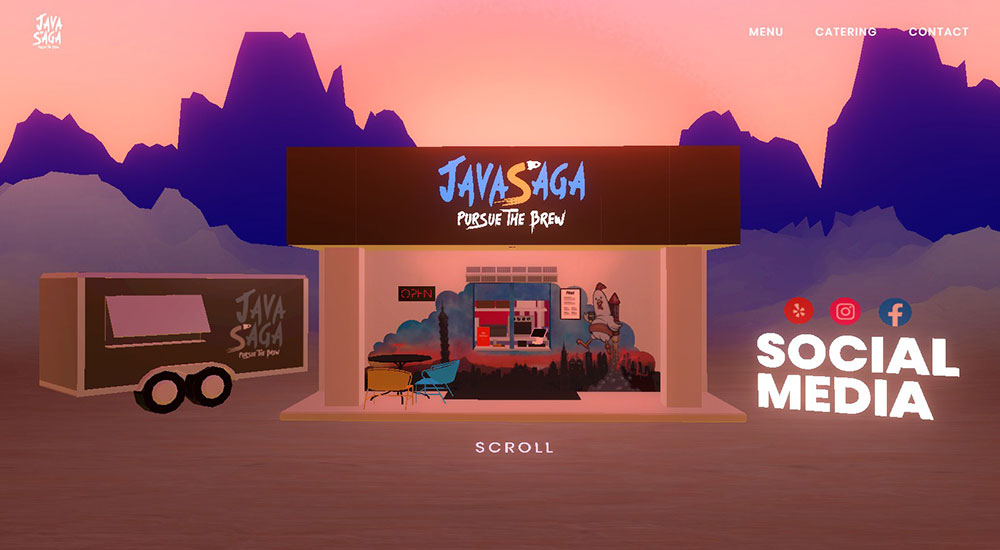 JAVA
SAGA
MENU
CATERING
CONTACT
JAVASAGA
PURSUE THE BREW
OPEN
JAVA
SAGA
PURSUE THE BREW
SOCIAL
MEDIA
SCROLL